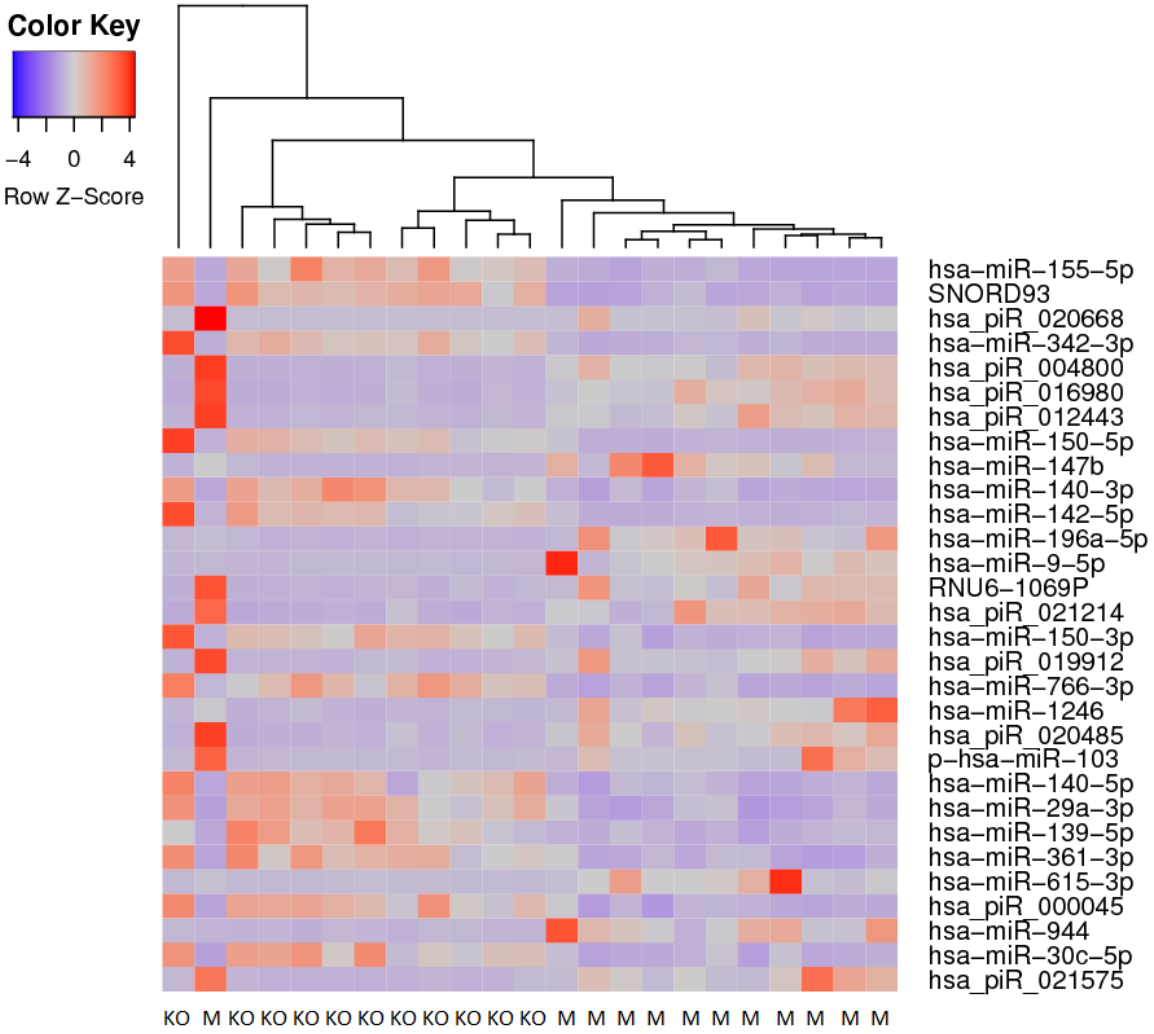 Color Key
−4 0 4
Row Z−Score
hsa−miR−155−5p
SNORD93
hsa_piR_020668
hsa−miR−342−3p
hsa_piR_004800
hsa_piR_016980
hsa_piR_012443
hsa−miR−150−5p
hsa−miR−147b
hsa−miR−140−3p
hsa−miR−142−5p
hsa−miR−196a−5p
hsa−miR−9−5p
RNU6−1069P
hsa_piR_021214
hsa−miR−150−3p
hsa_piR_019912
hsa−miR−766−3p
hsa−miR−1246
hsa_piR_020485
p−hsa−miR−103
hsa−miR−140−5p
hsa−miR−29a−3p
hsa−miR−139−5p
hsa−miR−361−3p
hsa−miR−615−3p
hsa_piR_000045
hsa−miR−944
hsa−miR−30c−5p
hsa_piR_021575
KO M KO KO KO KO KO KO KO KO KO KO M M M M M M M M M M M